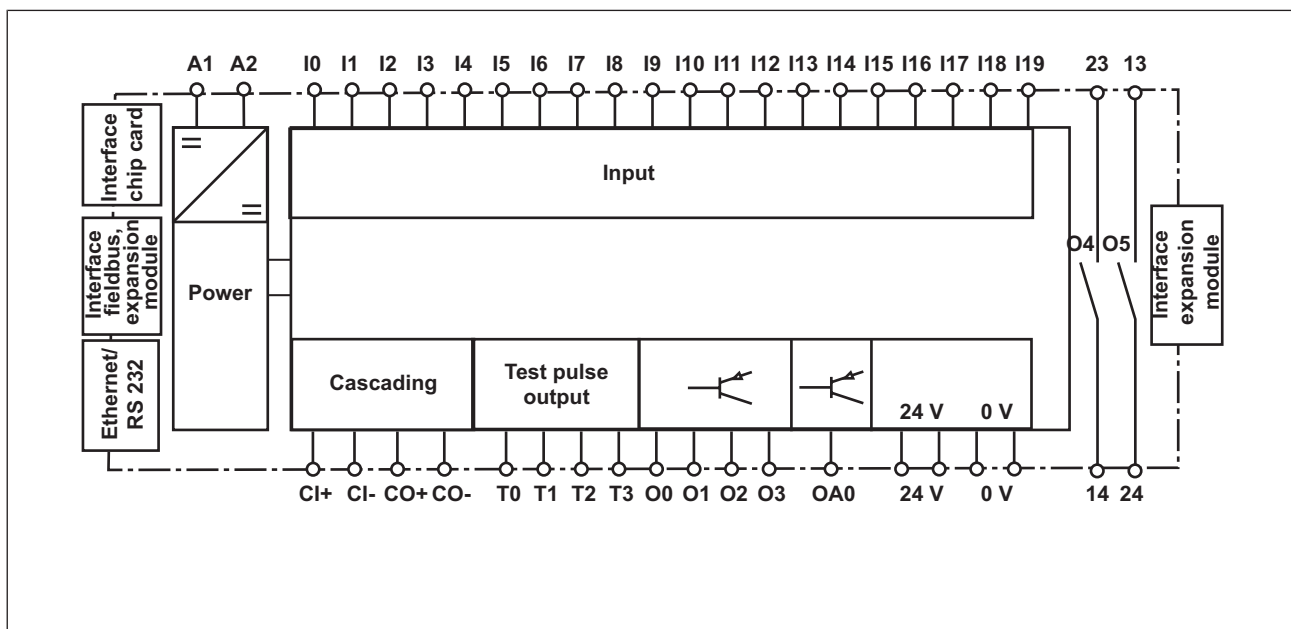 A1 A2 I0 I1 I2 I3 I4 I5 I6 I7 I8 I9 I10 I11 I12 I13 I14 I15 I16 I17 I18 I19 23 13
Interface
chip card
Interface
fieldbus,
expansion
module
Ethernet/
RS 232
Power
Input
O4 O5
Interface
expansion
module
Cascading
Test pulse
output
24 V 0 V
CI+ CI- CO+ CO- T0 T1 T2 T3 O0 O1 O2 O3 OA0 24 V 0 V 14 24